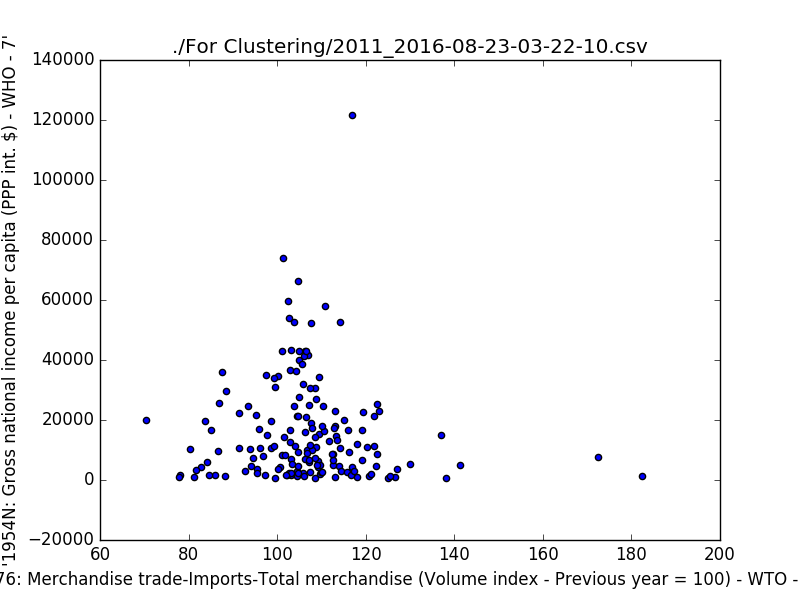 ./For Clustering/2011_2016-08-23-03-22-10.csv
'1954N: Gross national income per capita (PPP int. $) - WHO - 7'
140000
120000
100000
80000
60000
40000
20000
0
−20000
60 80 100 120 140 160 180 200
76: Merchandise trade-Imports-Total merchandise (Volume index - Previous year = 100) - WTO -